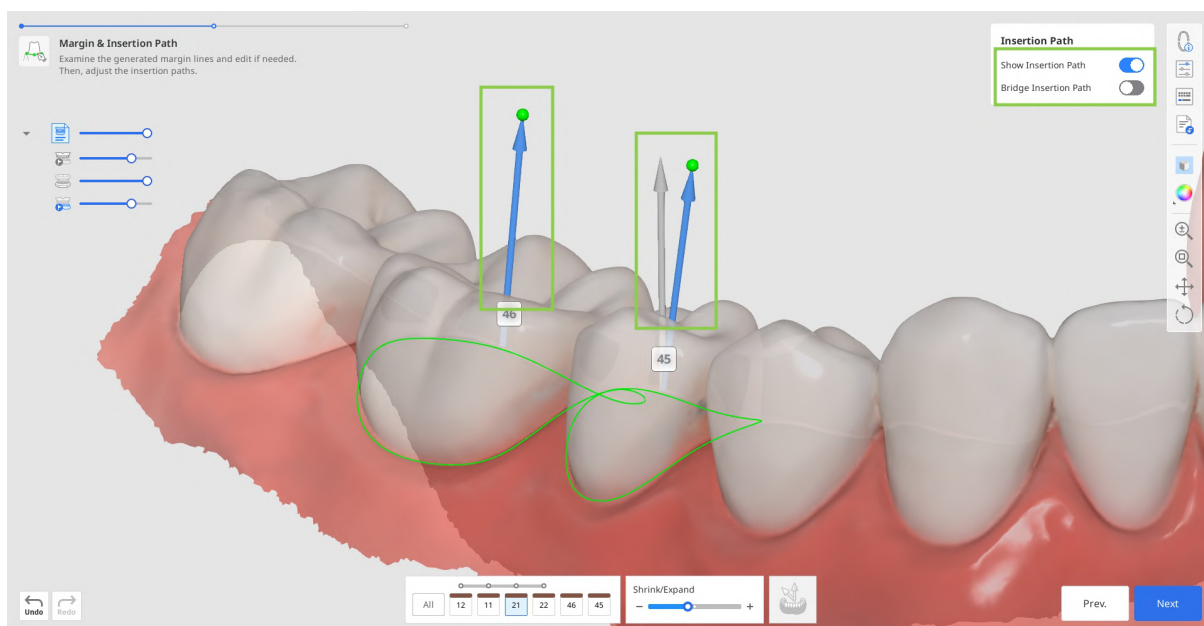 Margin & Insertion Path
Examine the generated margin lines and edit if needed.
Then, adjust the insertion paths.
Insertion Path
Show Insertion Path
Bridge Insertion Path
46
45
Undo
Redo
All
12
11
21
22
46
45
Shrink/Expand
Prev.
Next